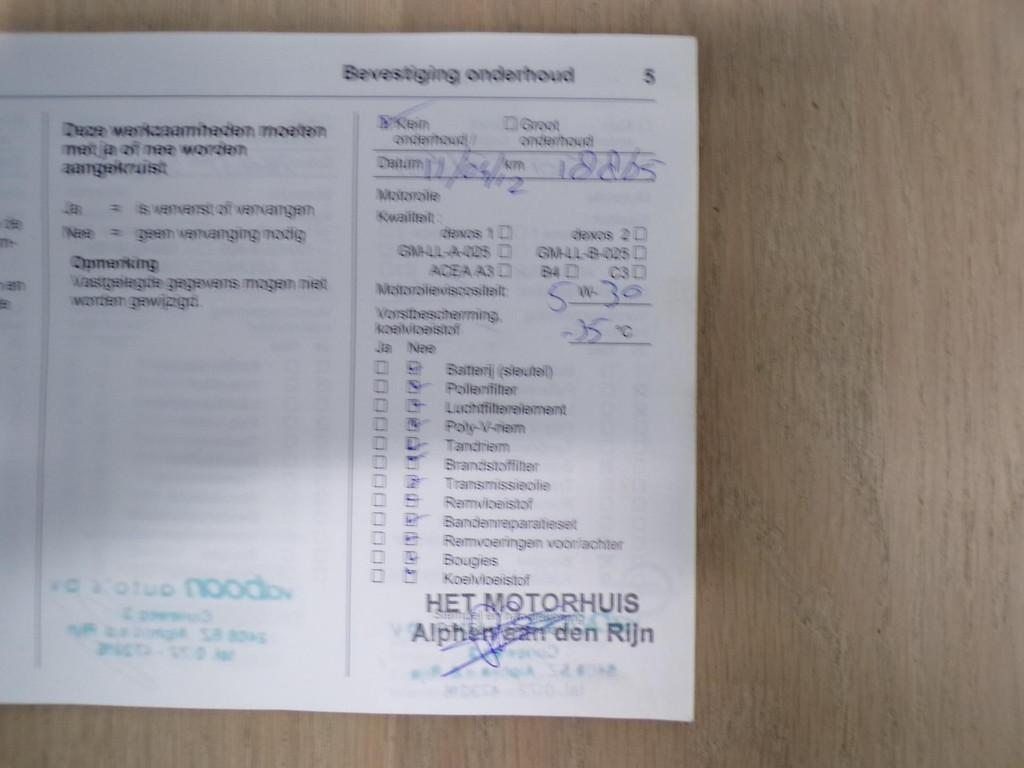 Bevestiging onderhoud 5
Deze werkzaamheden moeten
met ja of nee worden
aangekruist
Ja = is ververst of vervangen
Nee = geen vervanging nodig
Opmerking
Vastgelegde gegevens mogen niet
worden gewijzigd.
Klein onderhoud/ Groot onderhoud
Datum km 18815
Motorolie
Kwaliteit:
dexos 1 dexos 2
GM-LL-A-025 GM-LL-B-025
ACEA A3 B4 C3
Motorolieviscositeit: 5 W- 30
Vorstbescherming,
koelvloeistof -35 °C
Ja Nee
Batterij (sleutel)
Pollenfilter
Luchtfilterelement
Poly-V-riem
Tandriem
Brandstoffilter
Transmissieolie
Remvloeistof
Bandenreparatieset
Remvoeringen voor/achter
Bougies
Koelvloeistof
HET MOTORHUIS
Alphen aan den Rijn